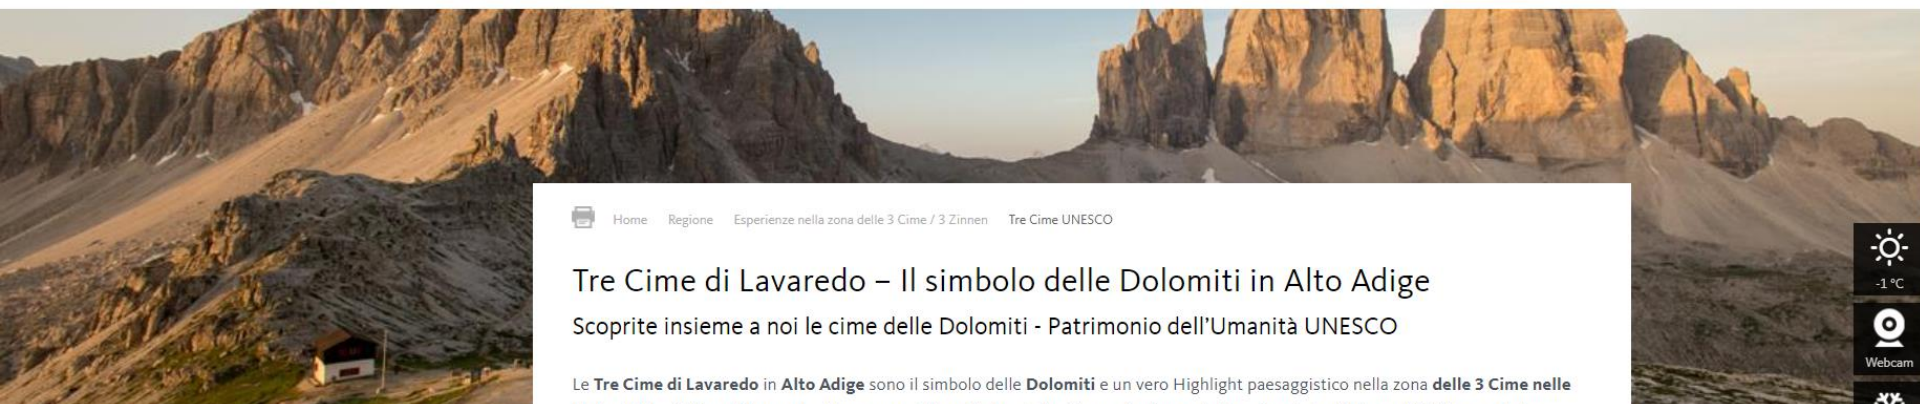 Home Regione Esperienze nella zona delle 3 Cime / 3 Zinnen Tre Cime UNESCO
Tre Cime di Lavaredo – Il simbolo delle Dolomiti in Alto Adige
Scoprite insieme a noi le cime delle Dolomiti - Patrimonio dell'Umanità UNESCO
Le Tre Cime di Lavaredo in Alto Adige sono il simbolo delle Dolomiti e un vero Highlight paesaggistico nella zona delle 3 Cime nelle
-1 °C
Webcam